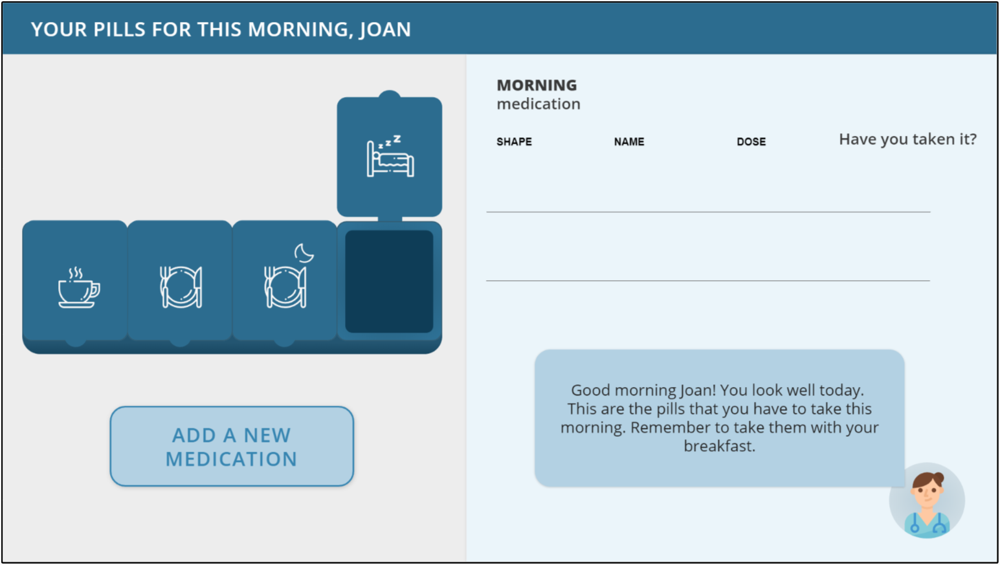 YOUR PILLS FOR THIS MORNING, JOAN
z z Z
MORNING
medication
SHAPE NAME DOSE Have you taken it?
ADD A NEW
MEDICATION
Good morning Joan! You look well today.
This are the pills that you have to take this
morning. Remember to take them with your
breakfast.